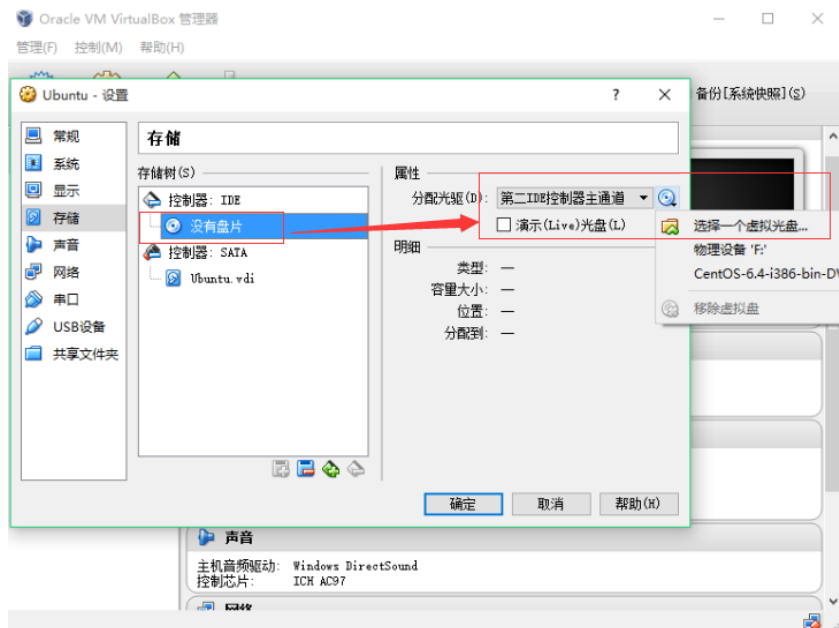 Oracle VM VirtualBox 管理器
管理(F) 控制(M) 帮助(H)
备份[系统快照](S)
Ubuntu - 设置
?
常规
系统
显示
存储
声音
网络
串口
USB设备
共享文件夹
存储
存储树(S)
控制器: IDE
没有盘片
控制器: SATA
Ubuntu.vdi
属性
分配光驱(D): 第二IDE控制器主通道
演示(Live)光盘(L)
明细
类型: —
容量大小: —
位置: —
分配到: —
选择一个虚拟光盘...
物理设备 'F:'
CentOS-6.4-i386-bin-DV
移除虚拟盘
确定 取消 帮助(H)
声音
主机音频驱动: Windows DirectSound
控制芯片: ICH AC97
网络